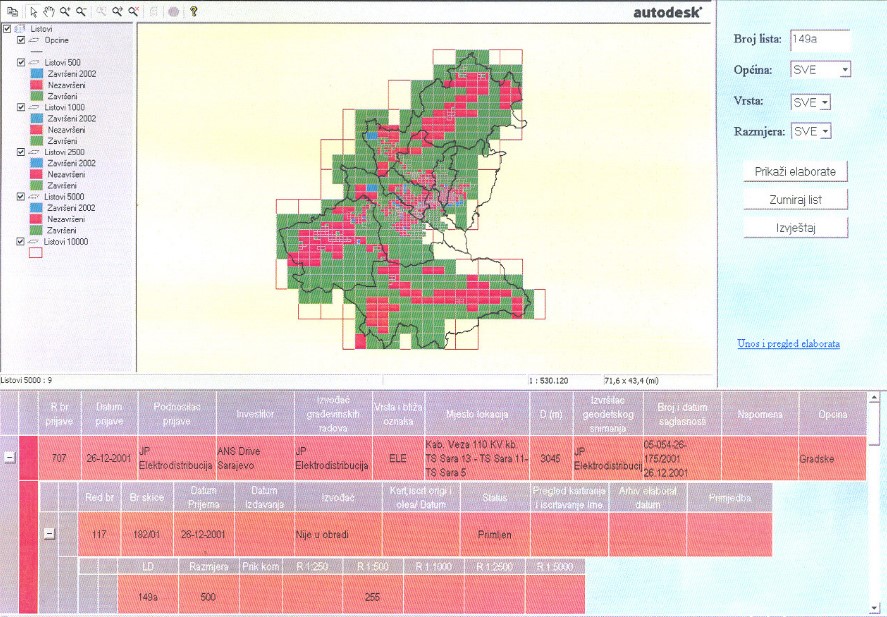 autodesk
Listovi
Opcine
Listovi 500
Završeni 2002
Nezavršeni
Završeni
Listovi 1000
Završeni 2002
Nezavršeni
Završeni
Listovi 2500
Završeni 2002
Nezavršeni
Završeni
Listovi 5000
Završeni 2002
Nezavršeni
Završeni
Listovi 10000
Broj lista: 149a
Općina: SVE
Vrsta: SVE
Razmjera: SVE
Prikaži elaborate
Zumiraj list
Izvještaj
Unos i pregled elaborata
Listovi 5000 : 9
1 : 530.120
71,6 x 43,4 (mi)
R br prijave
Datum prijave
Podnosilac prijave
Investitor
Izvođač građevinskih radova
Vrsta i bliža oznaka
Mjesto lokacija
D (m)
Izvršilac geodetskog snimanja
Broj i datum saglasnosti
Napomena
Opcina
707
26-12-2001
JP Elektrodistribucija
ANS Drive Sarajevo
JP Elektrodistribucija
ELE
Kab. Veza 110 KV kb.
TS Sara 13 - TS Sara 11-
TS Sara 5
3045
JP Elektrodistribucij
05-054-26-
175/2001
26.12.2001
Gradske
Red br
Br skice
Datum Prijema
Datum Izdavanja
Izvođač
Kart,iscrt origi i olea/ Datum
Status
Pregled kartiranje i iscrtavanje Ime
Arhiv elaborat datum
Primjedba
117
182/01
26-12-2001
Nije u obradi
Primljen
LD
Razmjera
Prik kom
R 1:250
R 1:500
R 1:1000
R 1:2500
R 1:5000
149a
500
255